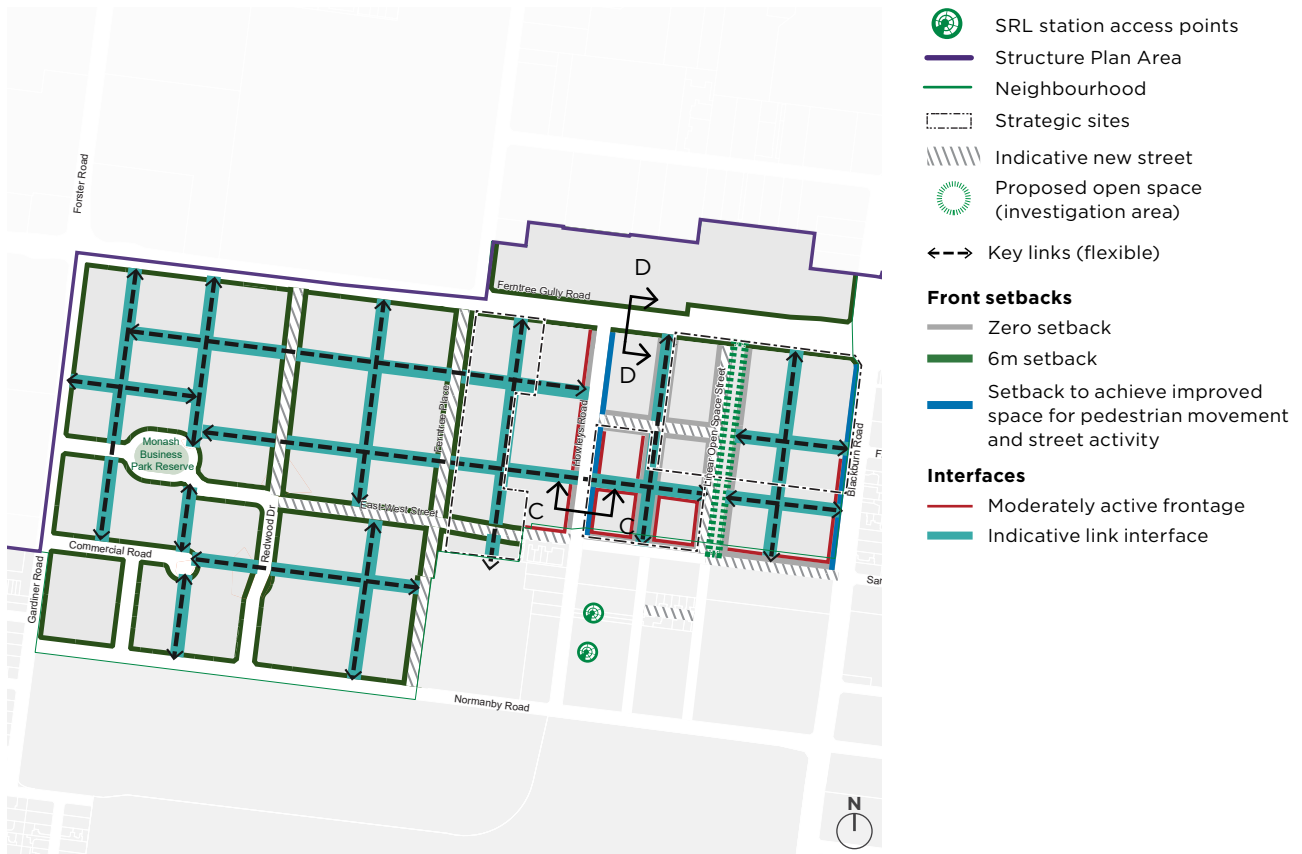 SRL station access points
Structure Plan Area
Neighbourhood
Strategic sites
Indicative new street
Proposed open space
(investigation area)
Key links (flexible)
Front setbacks
Zero setback
6m setback
Setback to achieve improved
space for pedestrian movement
and street activity
Interfaces
Moderately active frontage
Indicative link interface
Forster Road
Ferntree Gully Road
D
D
Ferntree Place
Howleys Road
Linear Open Space Street
Blackburn Road
F
Monash
Business
Park Reserve
East West Street
C
C
Redwood Dr
Commercial Road
Gardiner Road
Sar
Normanby Road
N